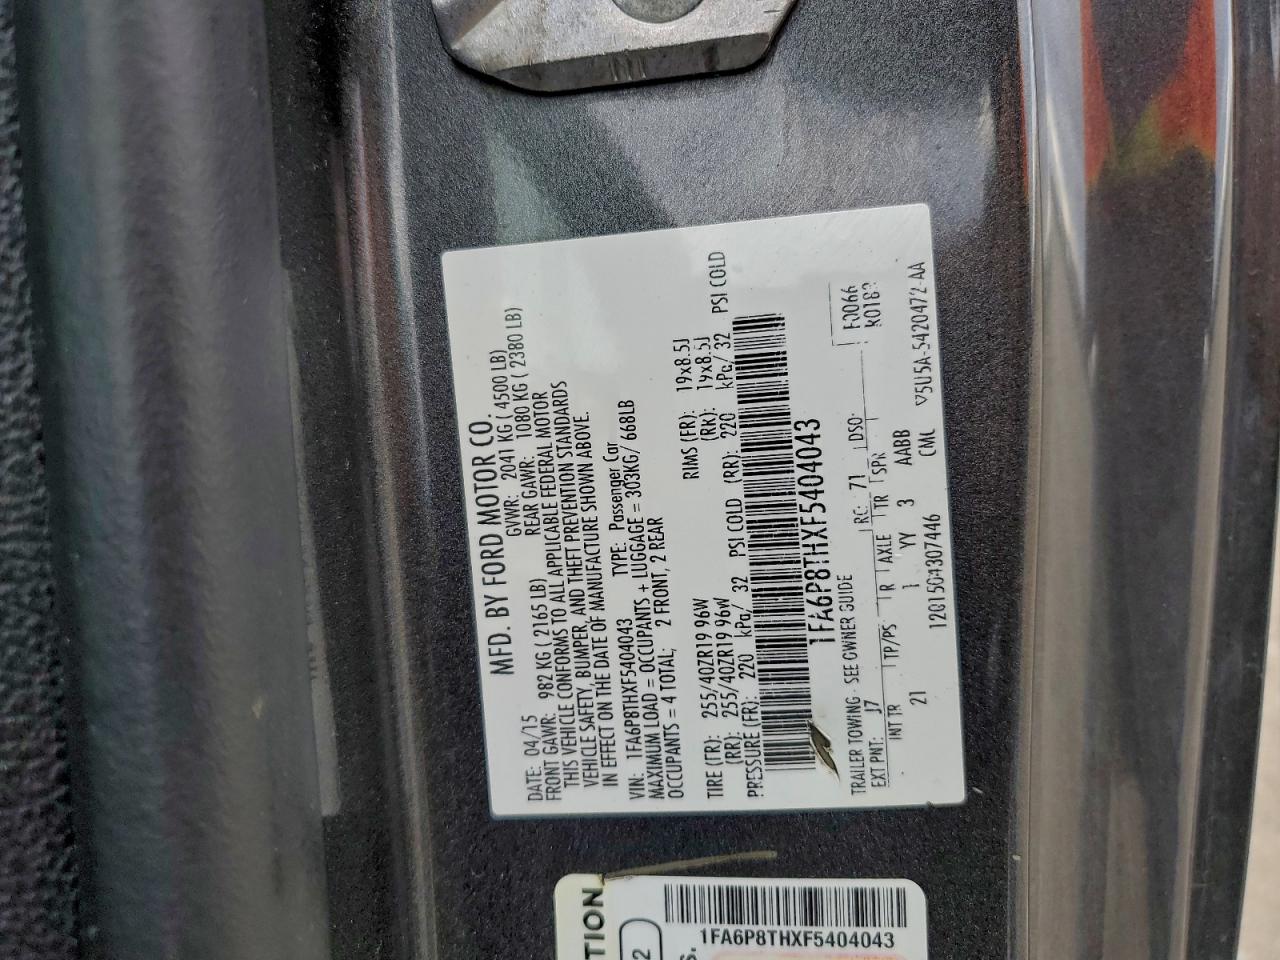 MFD. BY FORD MOTOR CO.
DATE: 04/15 GVWR: 2041 KG ( 4500 LB)
FRONT GAWR: 982 KG ( 2165 LB) REAR GAWR: 1080 KG ( 2380 LB)
THIS VEHICLE CONFORMS TO ALL APPLICABLE FEDERAL MOTOR
VEHICLE SAFETY, BUMPER, AND THEFT PREVENTION STANDARDS
IN EFFECT ON THE DATE OF MANUFACTURE SHOWN ABOVE.
VIN: 1FA6P8THXF5404043 TYPE: Passenger Car
MAXIMUM LOAD = OCCUPANTS + LUGGAGE = 303KG/ 668LB
OCCUPANTS = 4 TOTAL; 2 FRONT, 2 REAR
TIRE (FR): 255/40ZR19 96W RIMS (FR): 19x8.5J
(RR): 255/40ZR19 96W (RR): 19x8.5J
PRESSURE (FR): 220 kPa/ 32 PSI COLD (RR): 220 kPa/ 32 PSI COLD
1FA6P8THXF5404043
TRAILER TOWING - SEE OWNER GUIDE
EXT PNT: J7 RC: 71 DSO:
INT TR TP/PS R AXLE TR SPR
21 1 YY 3 AABB
1201504307446 CML V5U5A-5420472-AA
TION
2
S.
1FA6P8THXF5404043